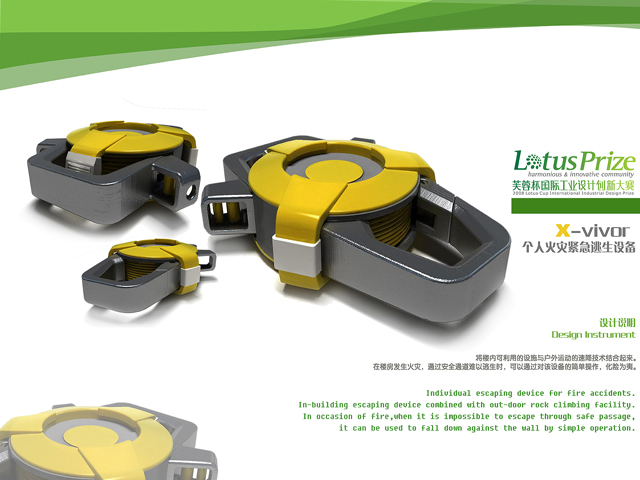 LotusPrize
harmonious & innovative community
芙蓉杯国际工业设计创新大赛
2008 Lotus Cup International Industrial Design Prize
X-vivor
个人火灾紧急逃生设备
设计说明
Design Instrument
将楼内可利用的设施与户外运动的速降技术结合起来。
在楼房发生火灾，通过安全通道难以逃生时，可以通过对该设备的简单操作，化险为夷。
Individual escaping device for fire accidents.
In-building escaping device combined with out-door rock climbing facility.
In occasion of fire,when it is impossible to escape through safe passage,
it can be used to fall down against the wall by simple operation.